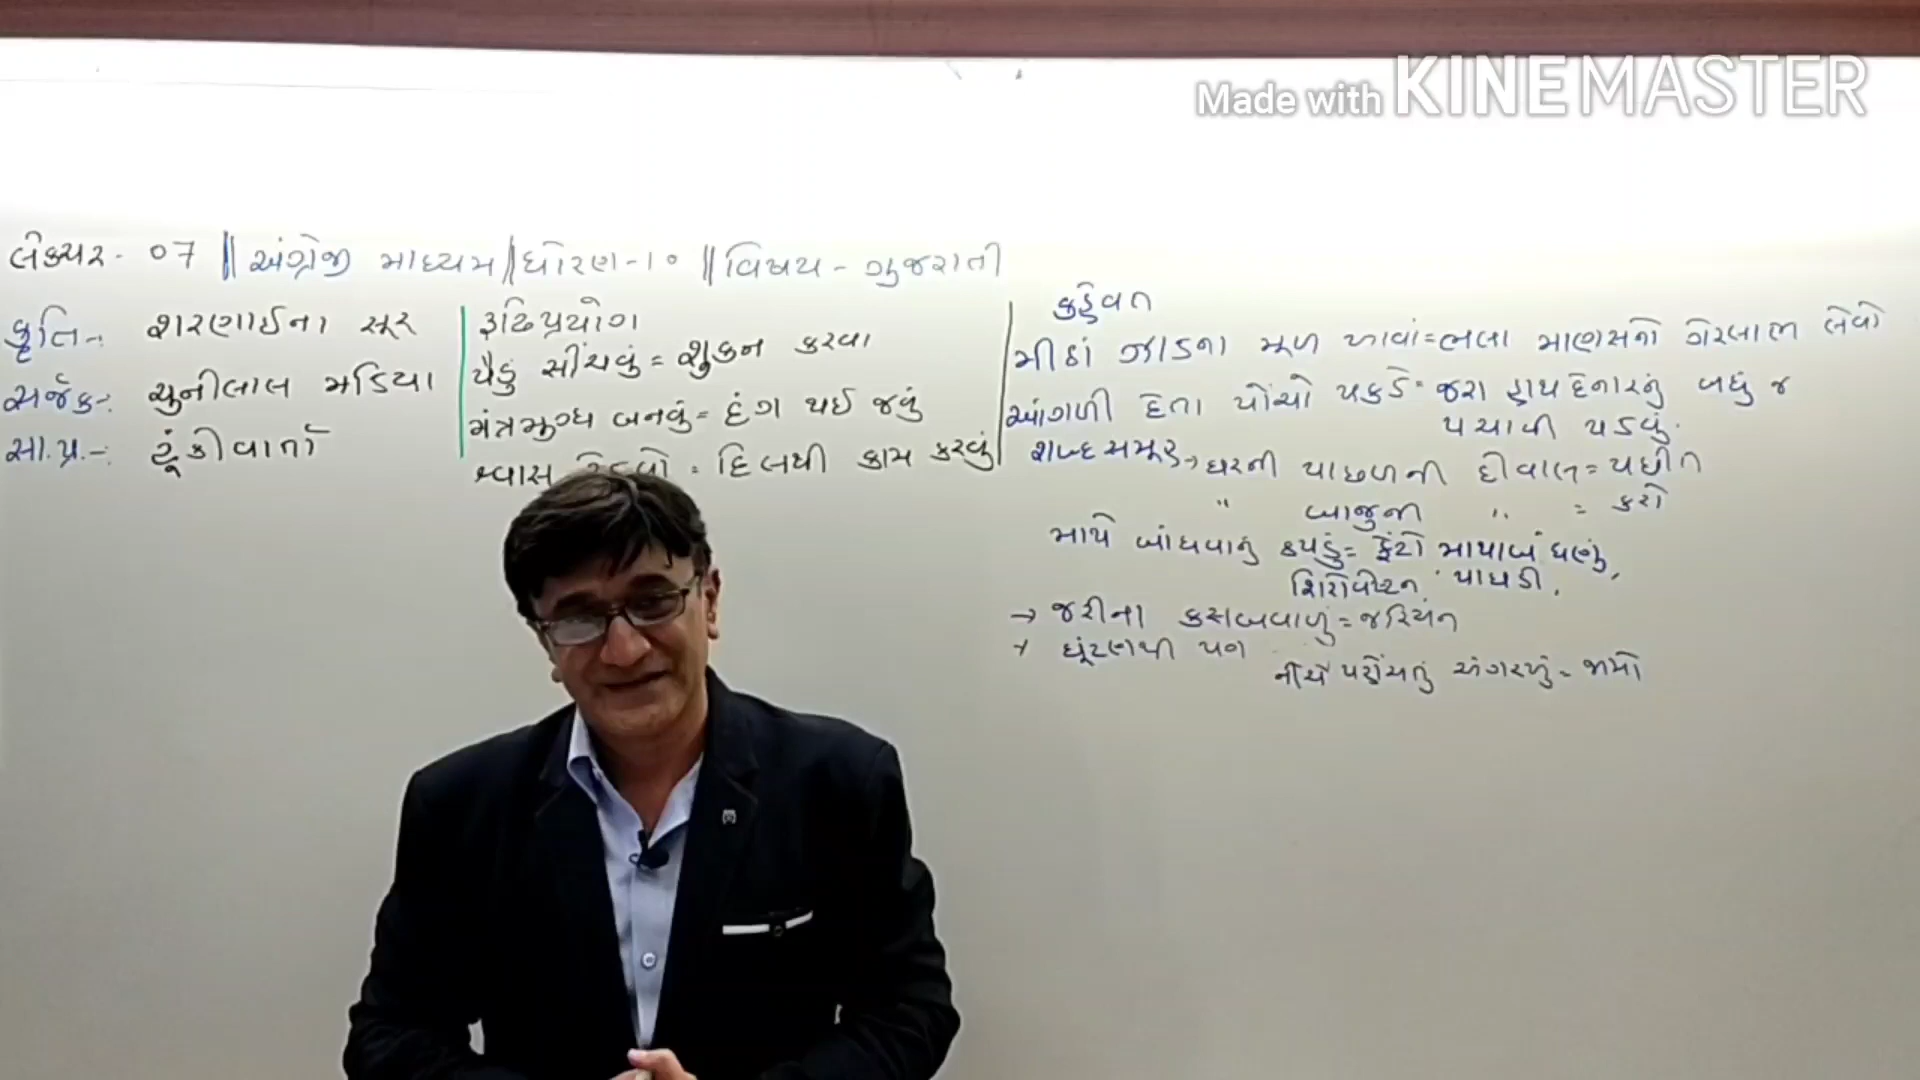 Made with KINEMASTER
લેક્ચર- 07 || અંગ્રેજી માધ્યમ || ધોરણ-૧૦ || વિષય - ગુજરાતી
કૃતિ-: શરણાઈના સૂર
સર્જક-: ચુનીલાલ મડિયા
સા.પ્ર.-: ટૂંકીવાર્તા
રૂઢિપ્રયોગ
પૈડું સીંચવું = શુકન કરવા
મંત્રમુગ્ધ બનવું = દંગ થઈ જવું
શ્વાસ = દિલથી કામ કરવું
કહેવત
મીઠાં ઝાડના મૂળ ખાવાં = ભલા માણસનો ગેરલાભ લેવો
આંગળી દેતા પોંચો પકડે = જરા હાથ દેનારનું બધું જ
પચાવી પડવું.
શબ્દસમૂહ → ઘરની પાછળની દીવાલ = પછીત
" બાજુની " = કરો
માથે બાંધવાનું કપડું = ફેંટો માથાબંધણું,
શિરોવેષ્ટન, પાઘડી.
→ જરીના કસબવાળું = જરિયન
+ ઘૂંટણથી પણ
નીચે પહોંચતું અંગરખું = જામો